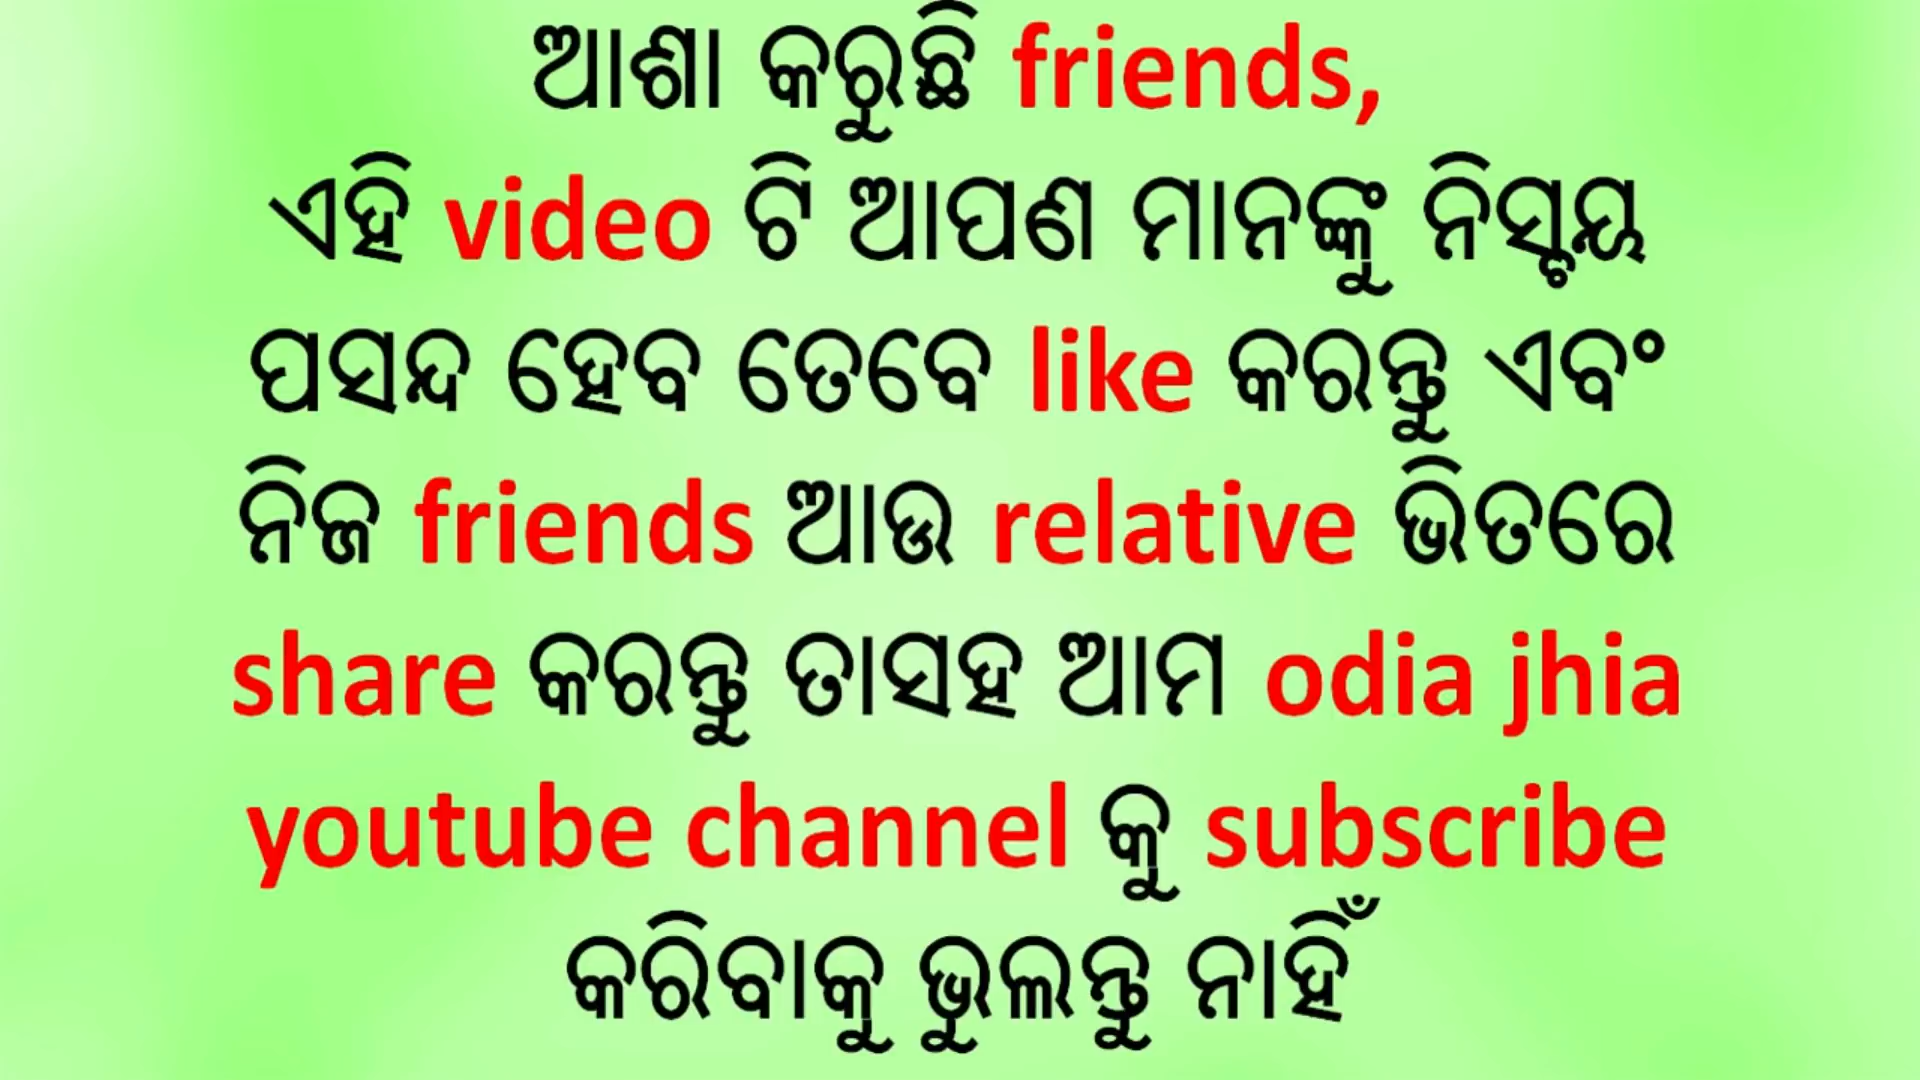 ଆଶା କରୁଛି friends,
ଏହି video ଟି ଆପଣ ମାନଙ୍କୁ ନିସ୍ଚୟ
ପସନ୍ଦ ହେବ ତେବେ like କରନ୍ତୁ ଏବଂ
ନିଜ friends ଆଉ relative ଭିତରେ
share କରନ୍ତୁ ତାସହ ଆମ odia jhia
youtube channel କୁ subscribe
କରିବାକୁ ଭୁଲନ୍ତୁ ନାହିଁ